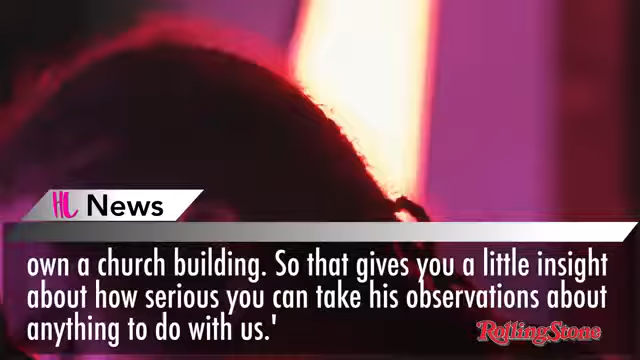 HL News
own a church building. So that gives you a little insight
about how serious you can take his observations about
anything to do with us.'
RollingStone